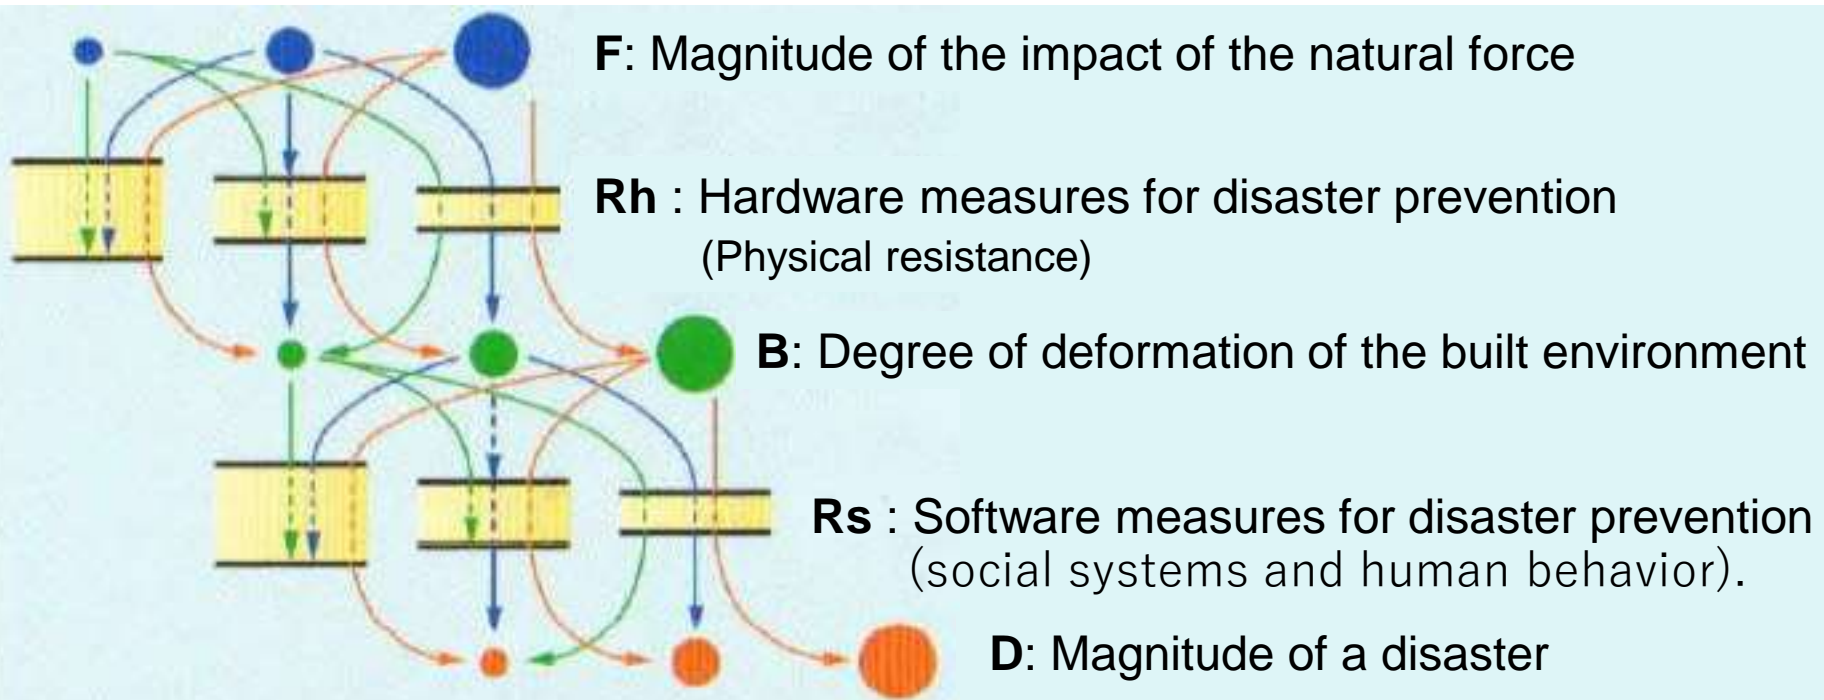 F: Magnitude of the impact of the natural force
Rh : Hardware measures for disaster prevention
(Physical resistance)
B: Degree of deformation of the built environment
Rs : Software measures for disaster prevention
(social systems and human behavior).
D: Magnitude of a disaster